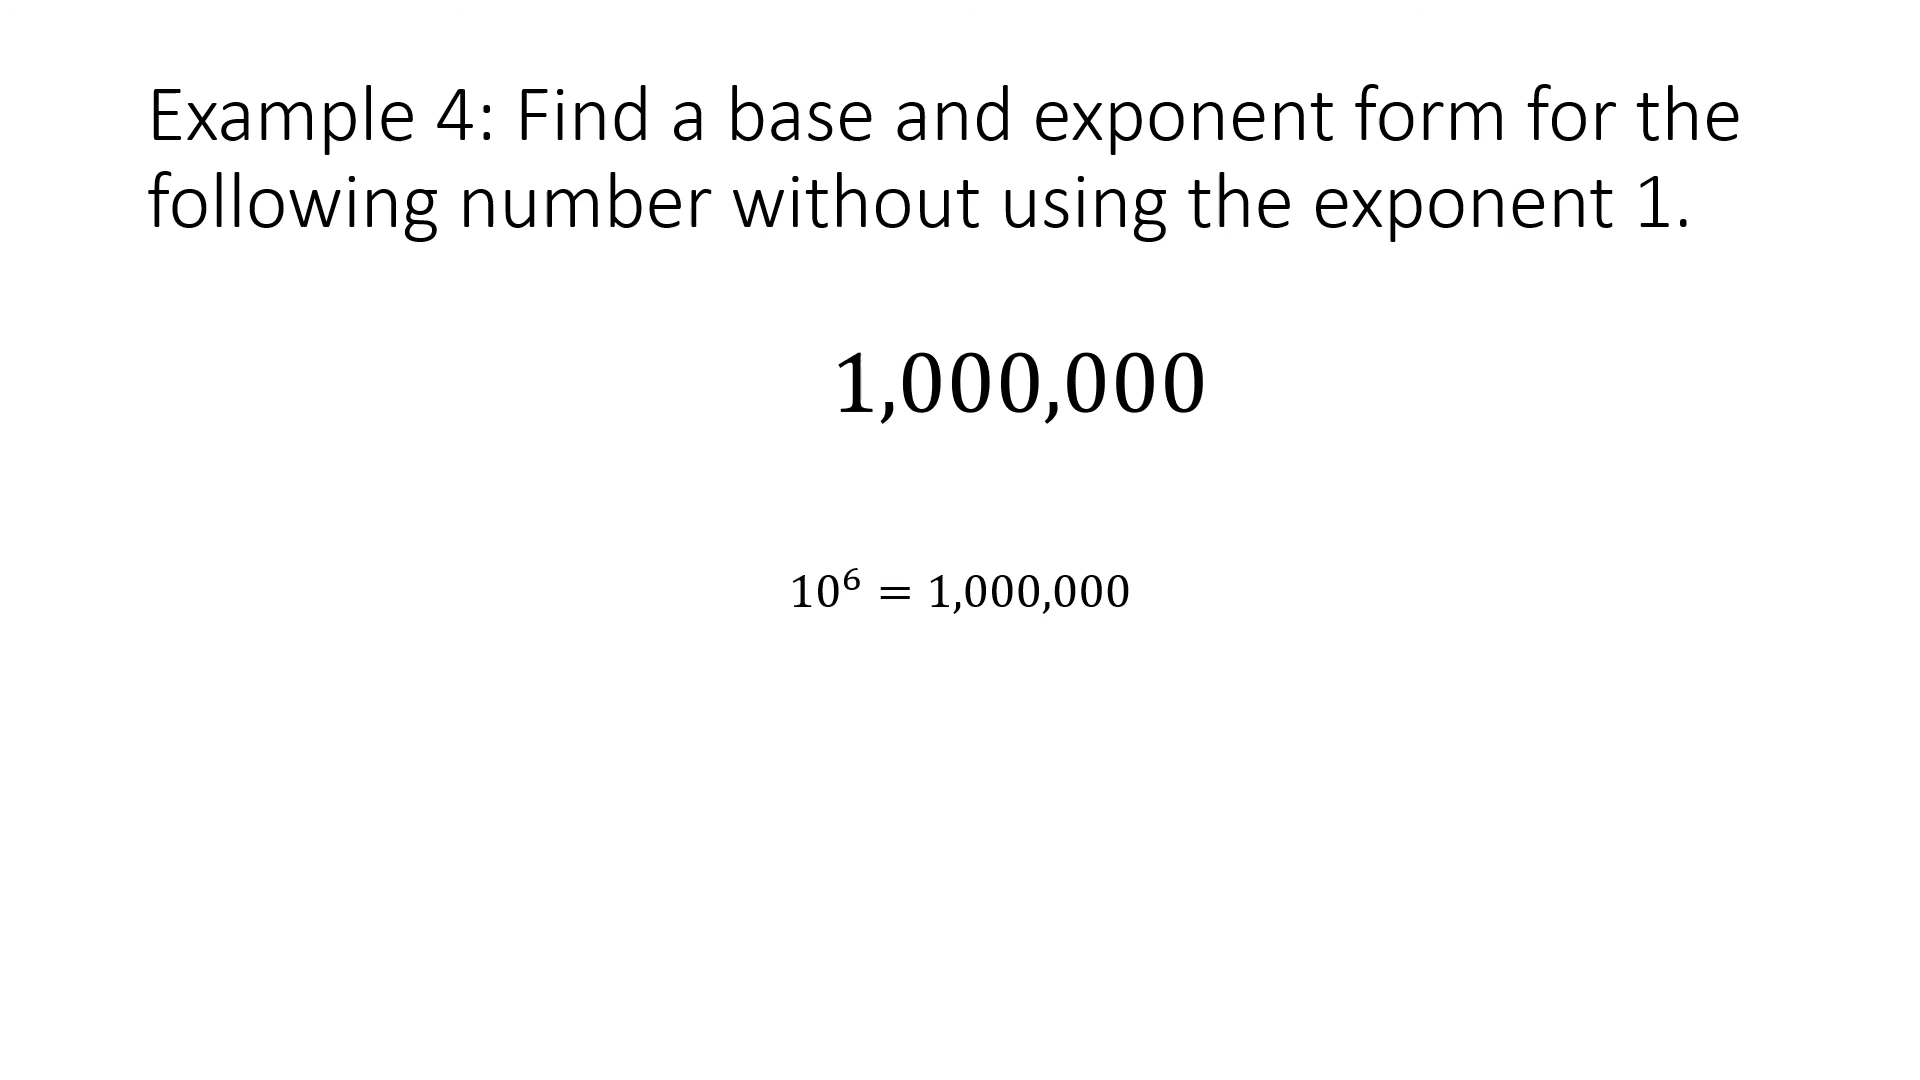 Example 4: Find a base and exponent form for the
following number without using the exponent 1.
1,000,000
10⁶ = 1,000,000